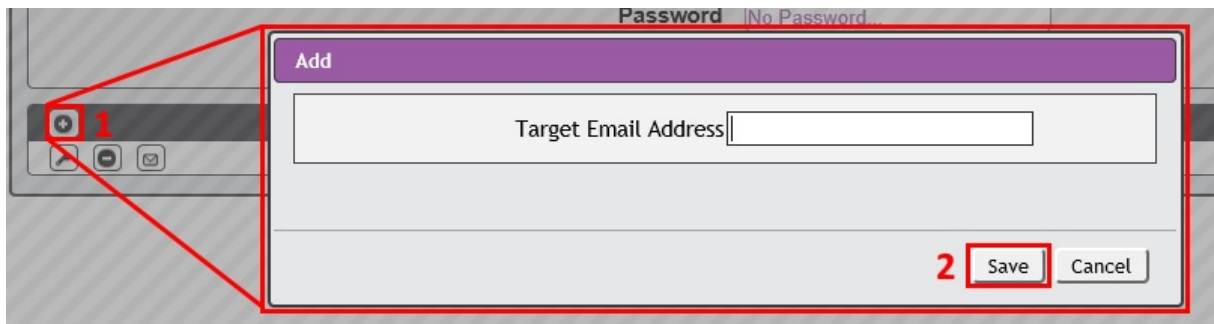 Password No Password...
Add
1
Target Email Address
2 Save Cancel